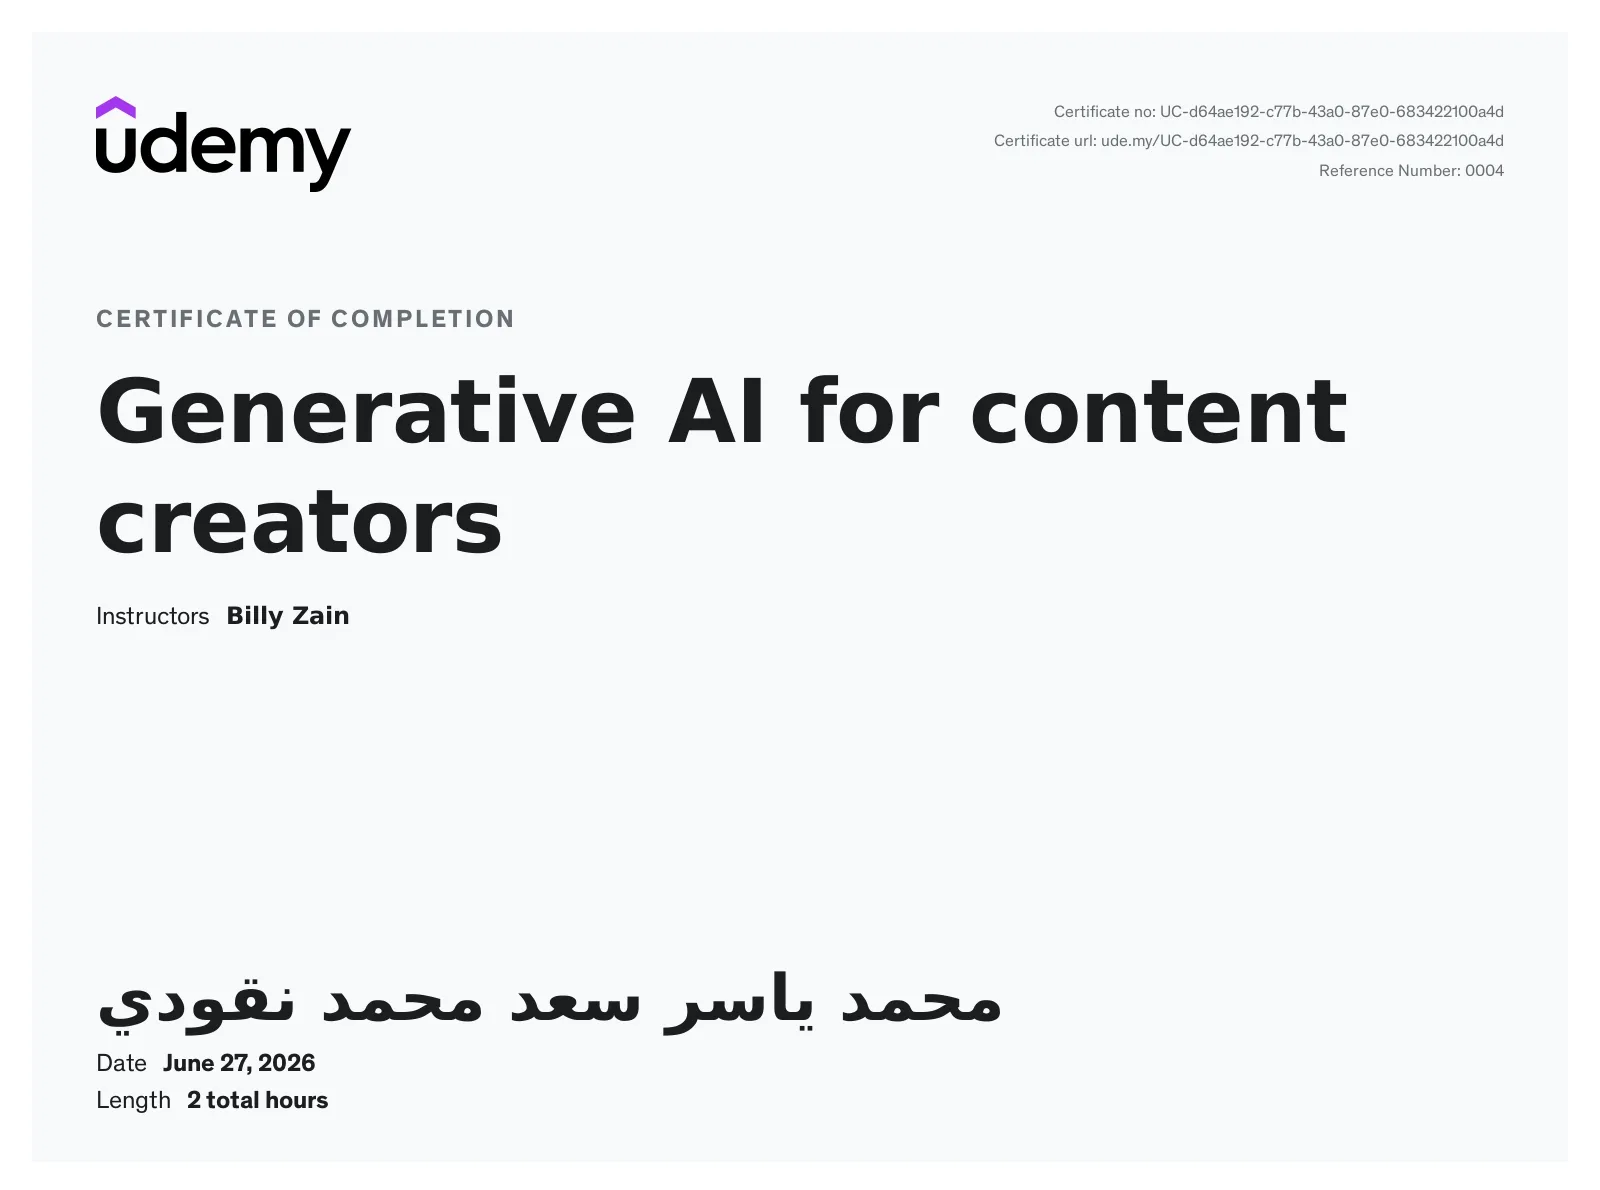 udemy
Certificate no: UC-d64ae192-c77b-43a0-87e0-683422100a4d
Certificate url: ude.my/UC-d64ae192-c77b-43a0-87e0-683422100a4d
Reference Number: 0004
CERTIFICATE OF COMPLETION
Generative AI for content
creators
Instructors Billy Zain
محمد ياسر سعد محمد نقودي
Date June 27, 2026
Length 2 total hours